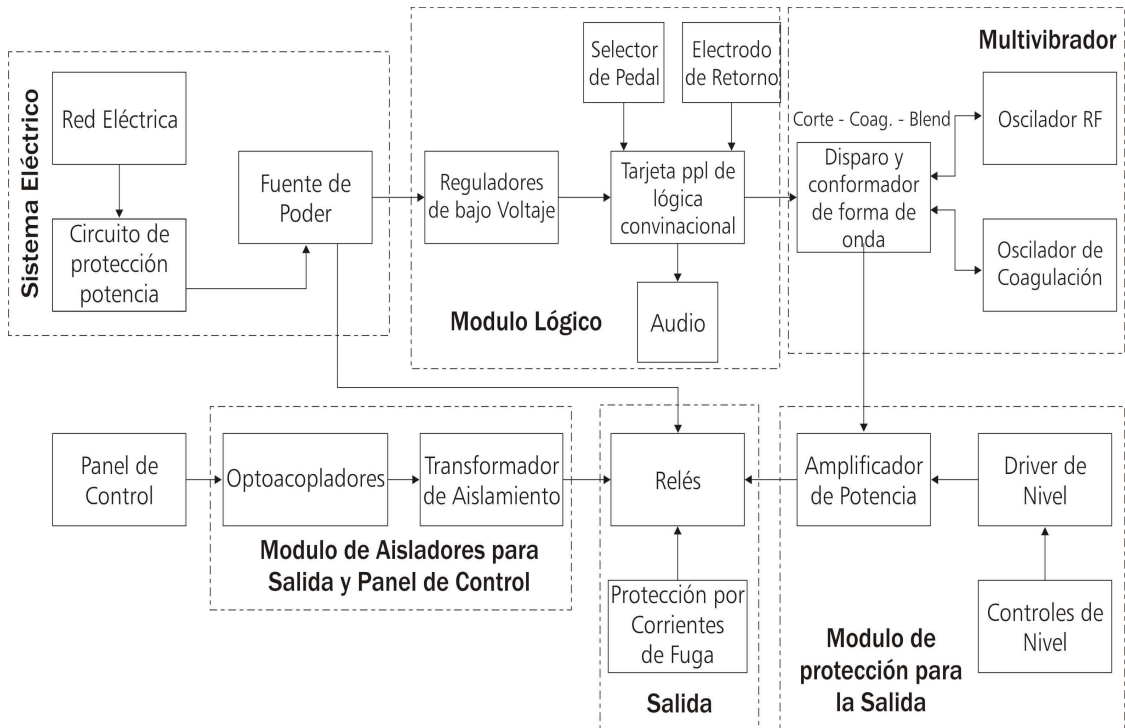 Sistema Eléctrico
Red Eléctrica
Circuito de
protección
potencia
Fuente de
Poder
Selector
de Pedal
Electrodo
de Retorno
Reguladores
de bajo Voltaje
Tarjeta ppl de
lógica
convinacional
Audio
Modulo Lógico
Multivibrador
Corte - Coag. - Blend
Disparo y
conformador
de forma de
onda
Oscilador RF
Oscilador de
Coagulación
Panel de
Control
Optoacopladores
Transformador
de Aislamiento
Modulo de Aisladores para
Salida y Panel de Control
Relés
Protección por
Corrientes
de Fuga
Salida
Amplificador
de Potencia
Driver de
Nivel
Controles de
Nivel
Modulo de
protección para
la Salida